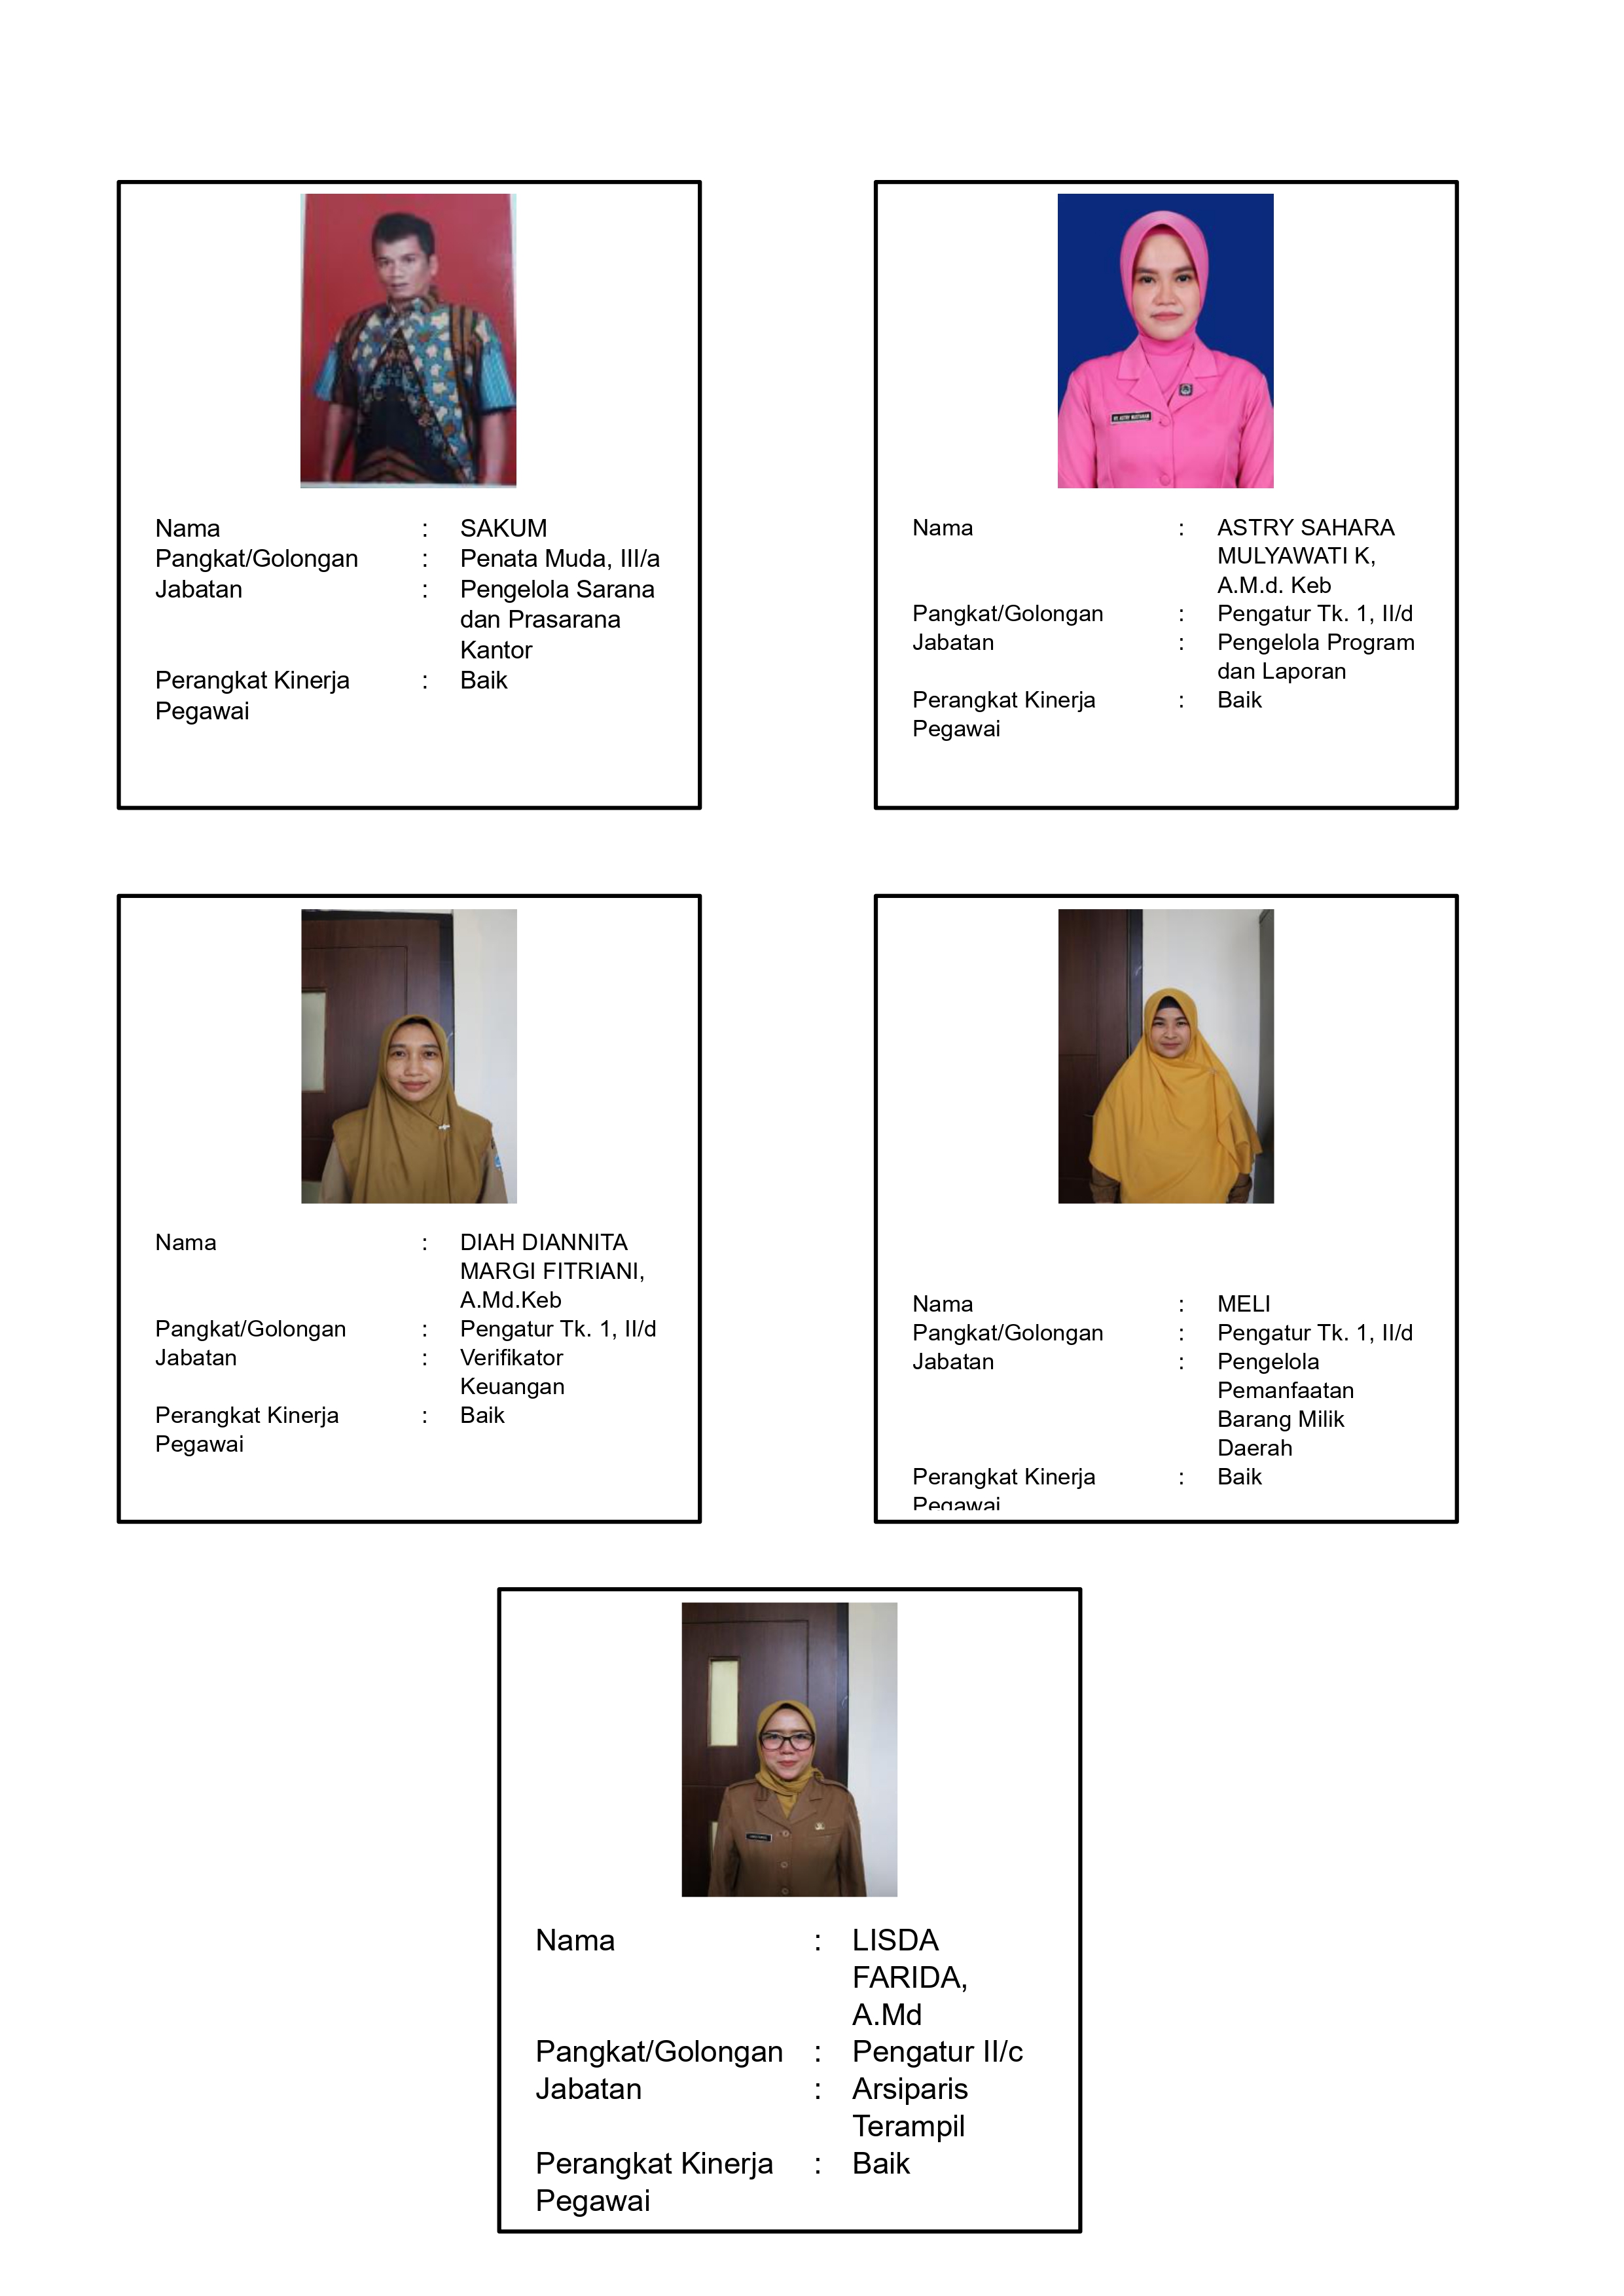 Nama : SAKUM
Pangkat/Golongan : Penata Muda, III/a
Jabatan : Pengelola Sarana
dan Prasarana
Kantor
Perangkat Kinerja : Baik
Pegawai
Nama : ASTRY SAHARA
MULYAWATI K,
A.M.d. Keb
Pangkat/Golongan : Pengatur Tk. 1, II/d
Jabatan : Pengelola Program
dan Laporan
Perangkat Kinerja : Baik
Pegawai
Nama : DIAH DIANNITA
MARGI FITRIANI,
A.Md.Keb
Pangkat/Golongan : Pengatur Tk. 1, II/d
Jabatan : Verifikator
Keuangan
Perangkat Kinerja : Baik
Pegawai
Nama : MELI
Pangkat/Golongan : Pengatur Tk. 1, II/d
Jabatan : Pengelola
Pemanfaatan
Barang Milik
Daerah
Perangkat Kinerja : Baik
Pegawai
Nama : LISDA
FARIDA,
A.Md
Pangkat/Golongan : Pengatur II/c
Jabatan : Arsiparis
Terampil
Perangkat Kinerja : Baik
Pegawai